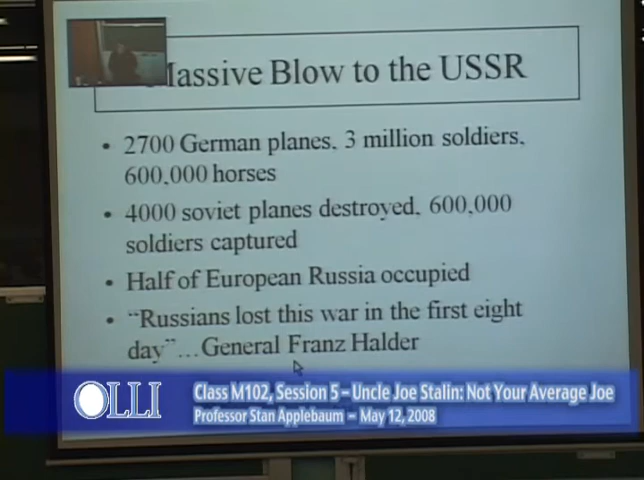 Massive Blow to the USSR
• 2700 German planes, 3 million soldiers,
600,000 horses
• 4000 soviet planes destroyed, 600,000
soldiers captured
• Half of European Russia occupied
• “Russians lost this war in the first eight
day”…General Franz Halder
OLLI
Class M102, Session 5 – Uncle Joe Stalin: Not Your Average Joe
Professor Stan Applebaum – May 12, 2008